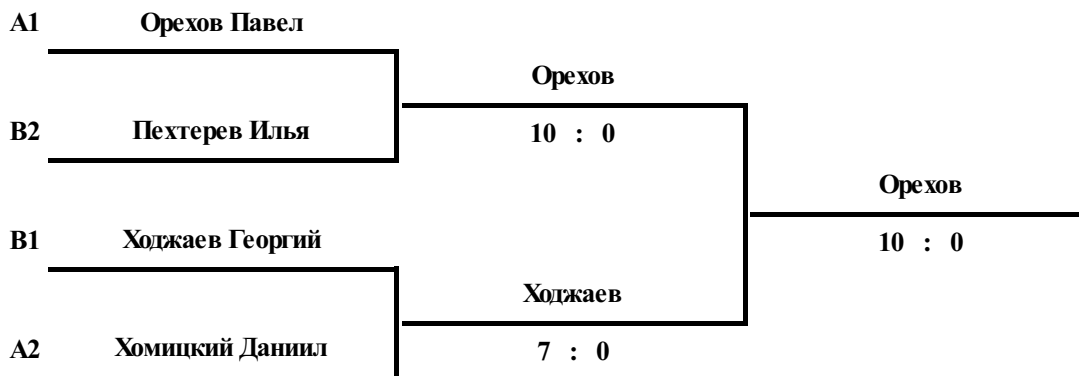 A1 Орехов Павел
Орехов
B2 Пехтерев Илья
10 : 0
Орехов
B1 Ходжаев Георгий
10 : 0
Ходжаев
A2 Хомицкий Даниил
7 : 0